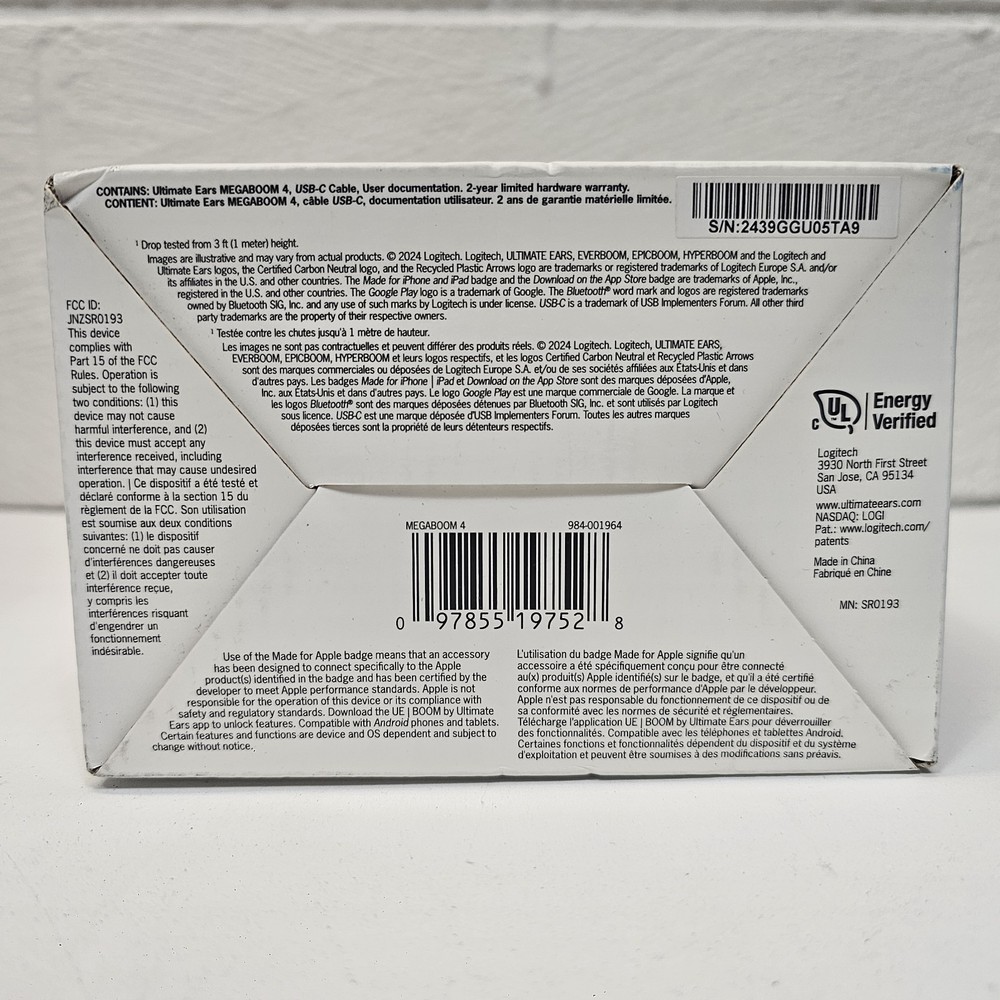 CONTAINS: Ultimate Ears MEGABOOM 4, USB-C Cable, User documentation. 2-year limited hardware warranty.
CONTIENT: Ultimate Ears MEGABOOM 4, câble USB-C, documentation utilisateur. 2 ans de garantie matérielle limitée.
S/N:2439GGU05TA9
¹ Drop tested from 3 ft (1 meter) height.
Images are illustrative and may vary from actual products. © 2024 Logitech. Logitech, ULTIMATE EARS, EVERBOOM, EPICBOOM, HYPERBOOM and the Logitech and
Ultimate Ears logos, the Certified Carbon Neutral logo, and the Recycled Plastic Arrows logo are trademarks or registered trademarks of Logitech Europe S.A. and/or
its affiliates in the U.S. and other countries. The Made for iPhone and iPad badge and the Download on the App Store badge are trademarks of Apple, Inc.,
registered in the U.S. and other countries. The Google Play logo is a trademark of Google. The Bluetooth® word mark and logos are registered trademarks
owned by Bluetooth SIG, Inc. and any use of such marks by Logitech is under license. USB-C is a trademark of USB Implementers Forum. All other third
party trademarks are the property of their respective owners.
¹ Testée contre les chutes jusqu'à 1 mètre de hauteur.
Les images ne sont pas contractuelles et peuvent différer des produits réels. © 2024 Logitech. Logitech, ULTIMATE EARS,
EVERBOOM, EPICBOOM, HYPERBOOM et leurs logos respectifs, et les logos Certified Carbon Neutral et Recycled Plastic Arrows
sont des marques commerciales ou déposées de Logitech Europe S.A. et/ou de ses sociétés affiliées aux États-Unis et dans
d'autres pays. Les badges Made for iPhone | iPad et Download on the App Store sont des marques déposées d'Apple,
Inc. aux États-Unis et dans d'autres pays. Le logo Google Play est une marque commerciale de Google. La marque et
les logos Bluetooth® sont des marques déposées détenues par Bluetooth SIG, Inc. et sont utilisés par Logitech
sous licence. USB-C est une marque déposée d'USB Implementers Forum. Toutes les autres marques
déposées tierces sont la propriété de leurs détenteurs respectifs.
FCC ID:
JNZSR0193
This device
complies with
Part 15 of the FCC
Rules. Operation is
subject to the following
two conditions: (1) this
device may not cause
harmful interference, and (2)
this device must accept any
interference received, including
interference that may cause undesired
operation. | Ce dispositif a été testé et
déclaré conforme à la section 15 du
règlement de la FCC. Son utilisation
est soumise aux deux conditions
suivantes: (1) le dispositif
concerné ne doit pas causer
d'interférences dangereuses
et (2) il doit accepter toute
interférence reçue,
y compris les
interférences risquant
d'engendrer un
fonctionnement
indésirable.
C UL Energy
Verified
Logitech
3930 North First Street
San Jose, CA 95134
USA
www.ultimateears.com
NASDAQ: LOGI
Pat.: www.logitech.com/
patents
Made in China
Fabriqué en Chine
MN: SR0193
MEGABOOM 4 984-001964
0 97855 19752 8
Use of the Made for Apple badge means that an accessory
has been designed to connect specifically to the Apple
product(s) identified in the badge and has been certified by the
developer to meet Apple performance standards. Apple is not
responsible for the operation of this device or its compliance with
safety and regulatory standards. Download the UE | BOOM by Ultimate
Ears app to unlock features. Compatible with Android phones and tablets.
Certain features and functions are device and OS dependent and subject to
change without notice.
L'utilisation du badge Made for Apple signifie qu'un
accessoire a été spécifiquement conçu pour être connecté
au(x) produit(s) Apple identifié(s) sur le badge, et qu'il a été certifié
conforme aux normes de performance d'Apple par le développeur.
Apple n'est pas responsable du fonctionnement de ce dispositif ou de
sa conformité avec les normes de sécurité et réglementaires.
Télécharge l'application UE | BOOM by Ultimate Ears pour déverrouiller
des fonctionnalités. Compatible avec les téléphones et tablettes Android.
Certaines fonctions et fonctionnalités dépendent du dispositif et du système
d'exploitation et peuvent être soumises à des modifications sans préavis.